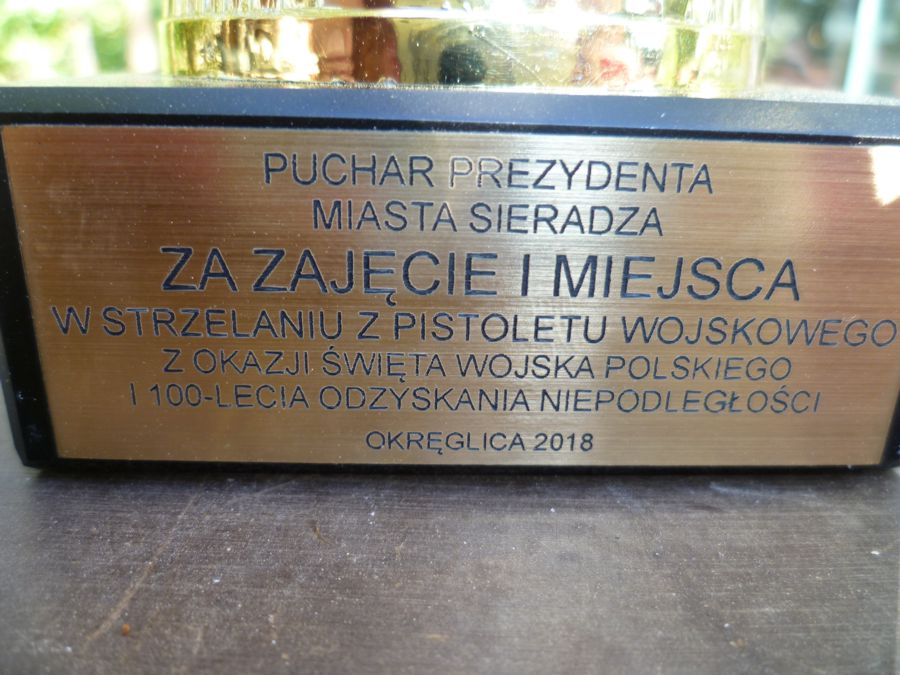 PUCHAR PREZYDENTA
MIASTA SIERADZA
ZA ZAJĘCIE I MIEJSCA
W STRZELANIU Z PISTOLETU WOJSKOWEGO
Z OKAZJI ŚWIĘTA WOJSKA POLSKIEGO
I 100-LECIA ODZYSKANIA NIEPODLEGŁOŚCI
OKRĘGLICA 2018